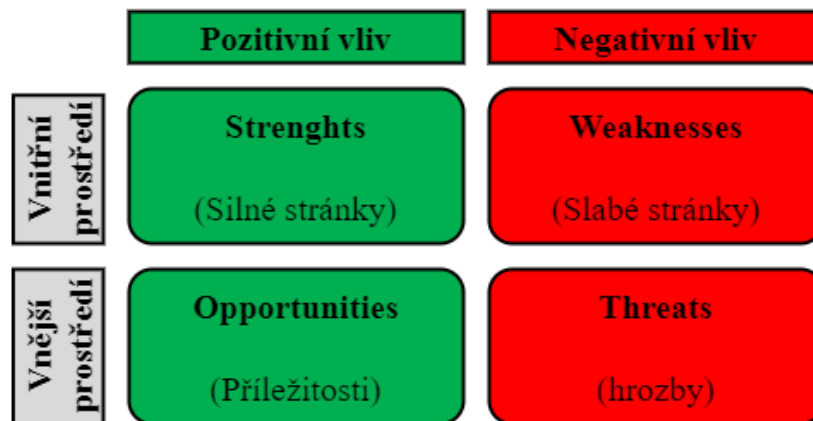 Pozitivní vliv
Negativní vliv
Vnitřní
prostředí
Strenghts
(Silné stránky)
Weaknesses
(Slabé stránky)
Vnější
prostředí
Opportunities
(Příležitosti)
Threats
(hrozby)